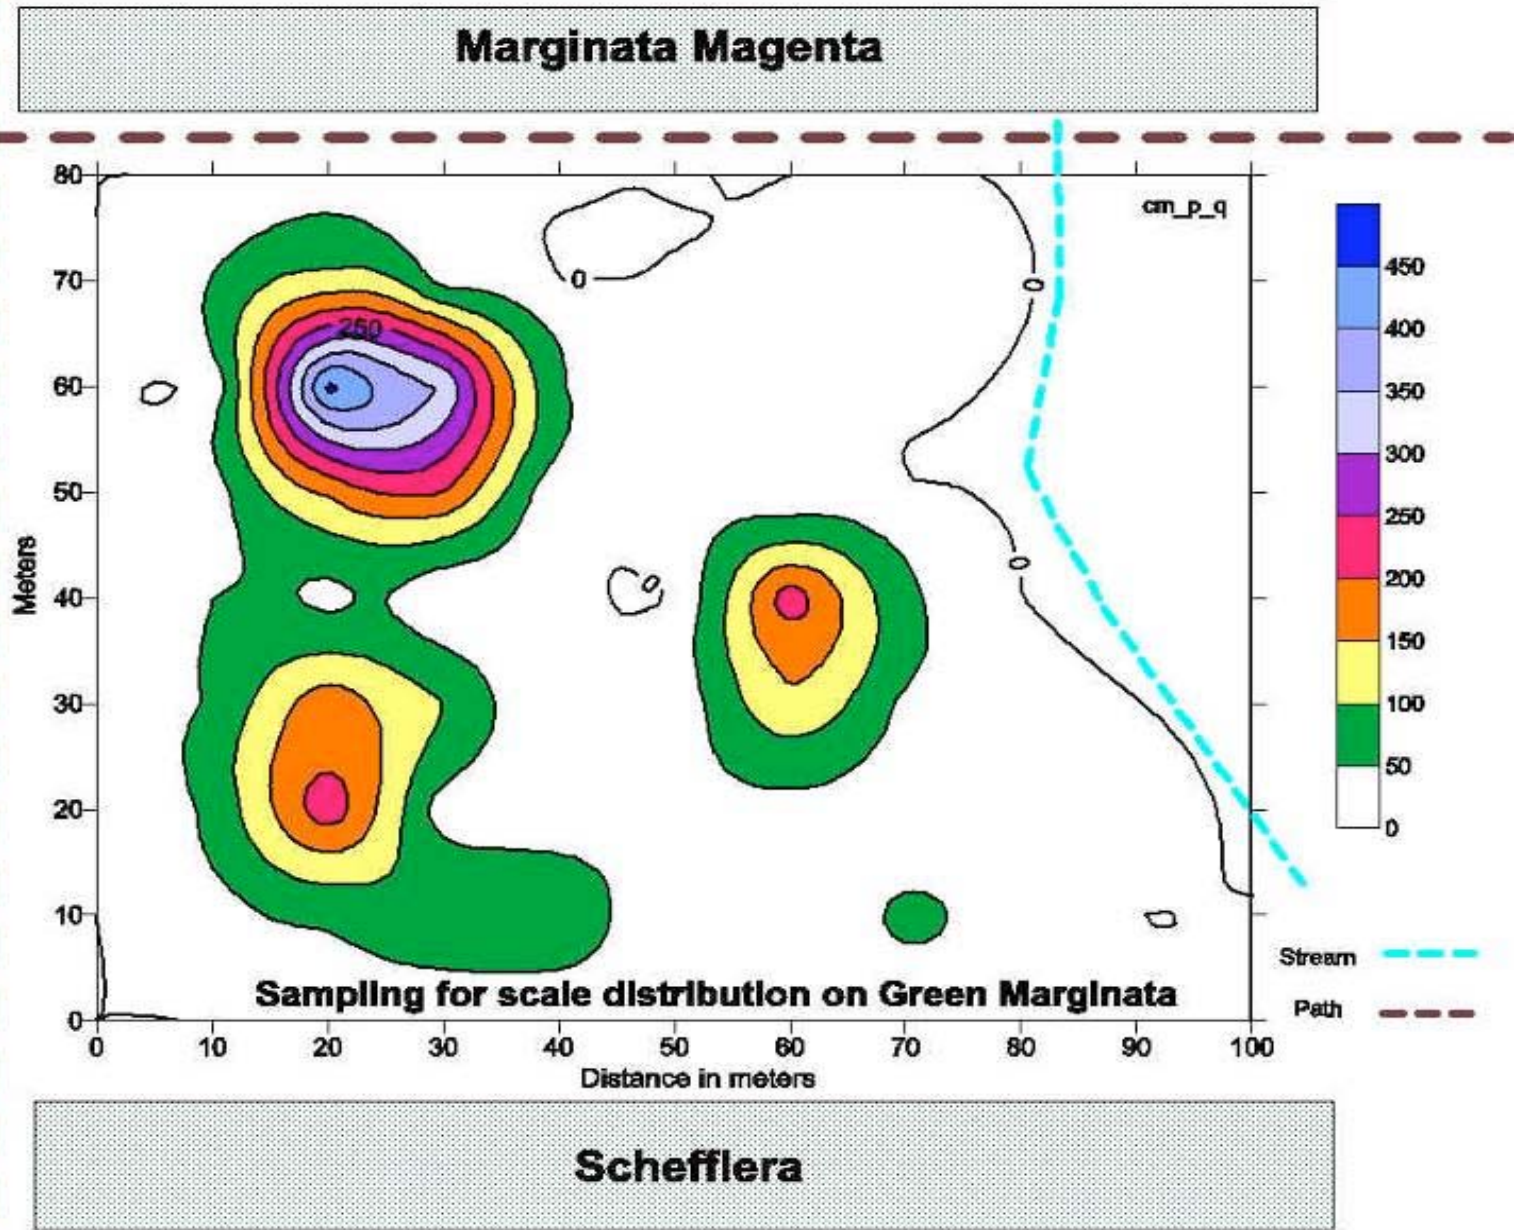 Marginata Magenta
80
cm_p_q
70
0
0
450
250
400
60
350
300
50
250
Meters
0
200
40
0
150
30
100
50
20
0
10
Stream
Sampling for scale distribution on Green Marginata
Path
0
0 10 20 30 40 50 60 70 80 90 100
Distance in meters
Schefflera